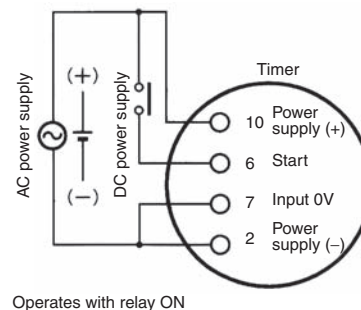 Timer
AC power supply
(+)
(−)
DC power supply
10 Power
supply (+)
6 Start
7 Input 0V
2 Power
supply (−)
Operates with relay ON